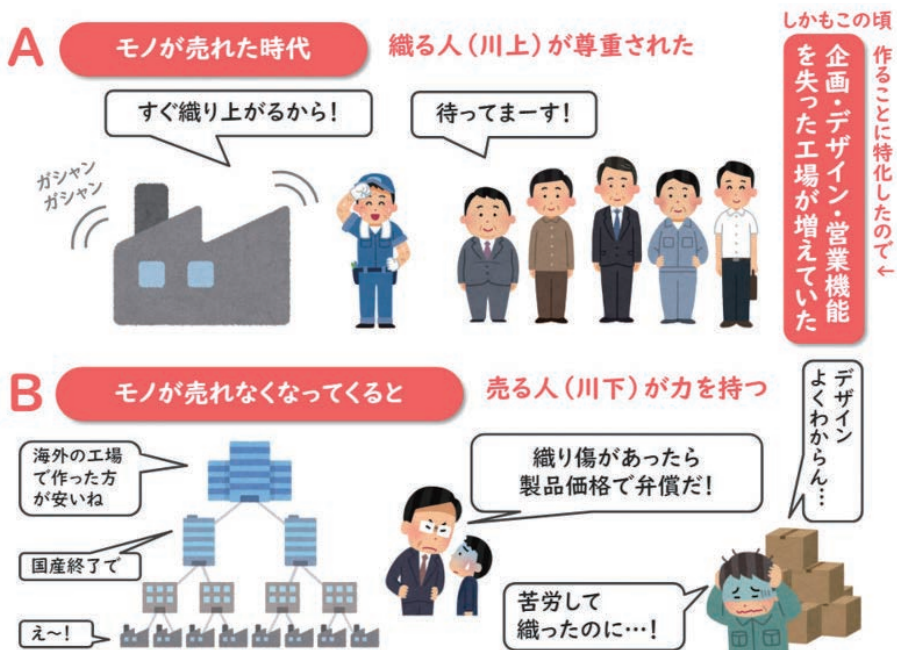 A
モノが売れた時代
織る人（川上）が尊重された
すぐ織り上がるから！
待ってまーす！
ガシャン
ガシャン
しかもこの頃
作ることに特化したので←
企画・デザイン・営業機能
を失った工場が増えていた
B
モノが売れなくなってくると
売る人（川下）が力を持つ
海外の工場
で作った方
が安いね
国産終了で
え〜！
織り傷があったら
製品価格で弁償だ！
苦労して
織ったのに…！
デザイン
よくわからん…